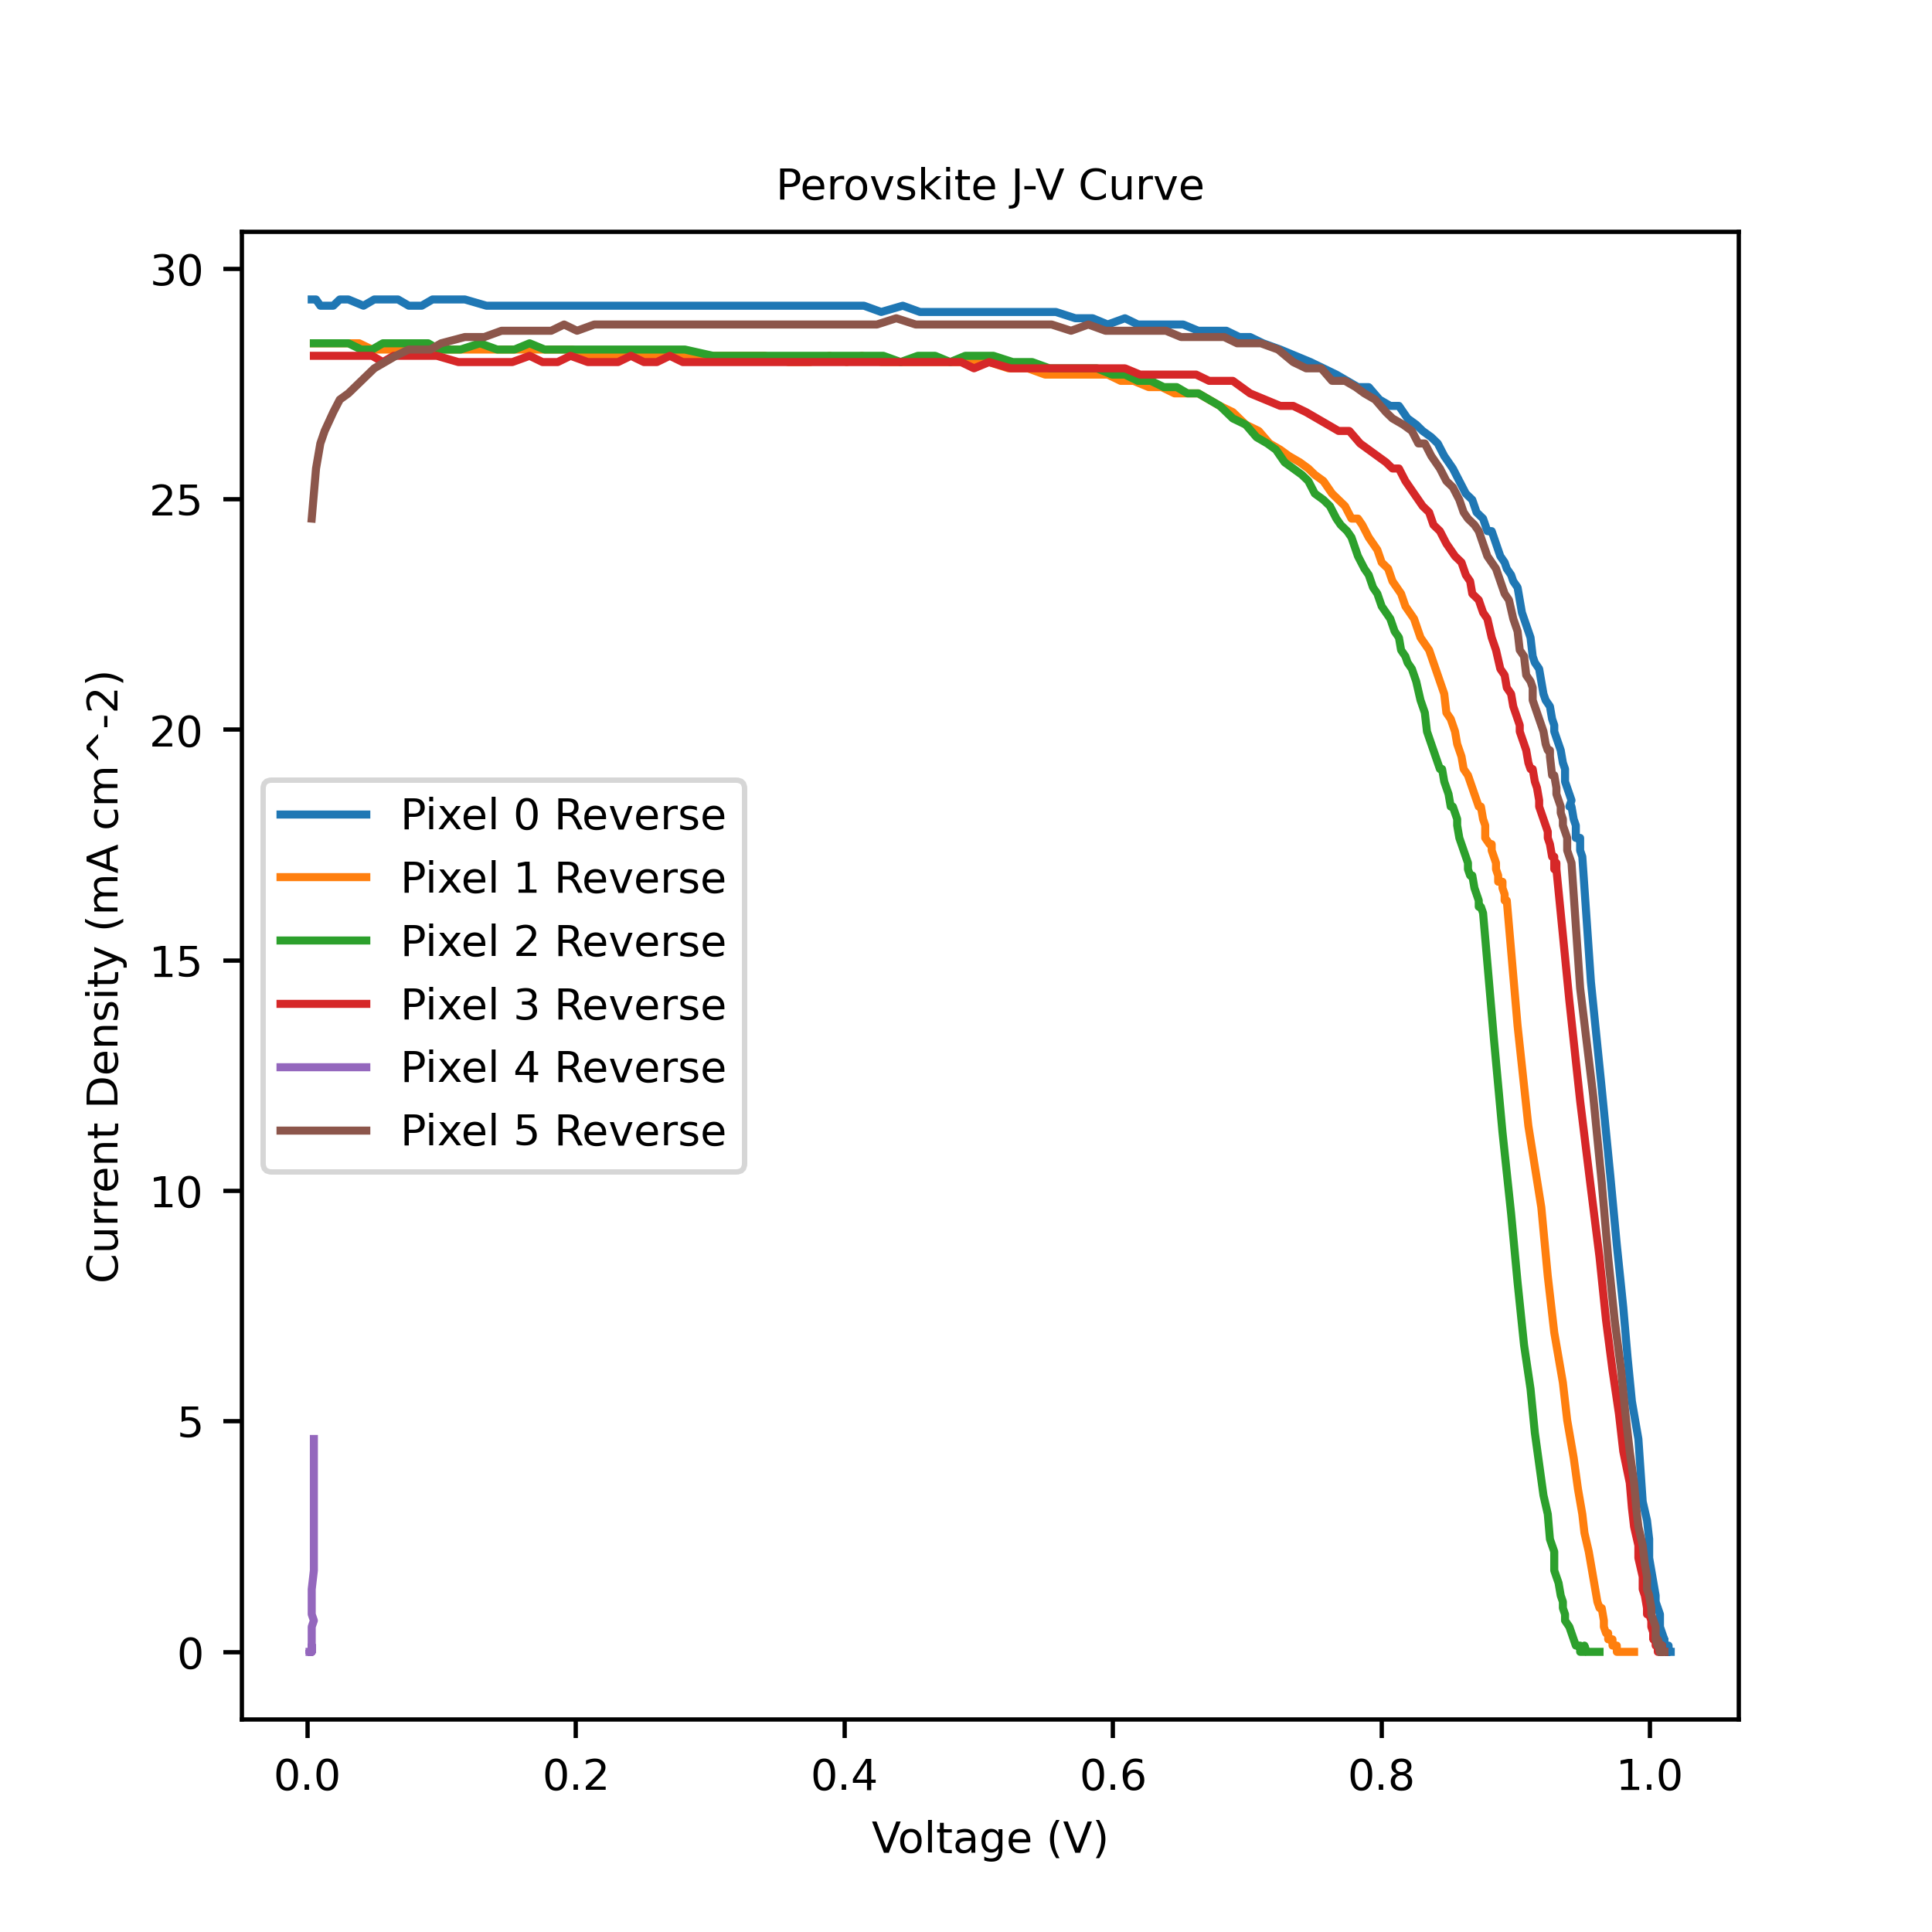 Perovskite J-V Curve
Current Density (mA cm^-2)
30
25
20
15
10
5
0
Pixel 0 Reverse
Pixel 1 Reverse
Pixel 2 Reverse
Pixel 3 Reverse
Pixel 4 Reverse
Pixel 5 Reverse
0.0 0.2 0.4 0.6 0.8 1.0
Voltage (V)